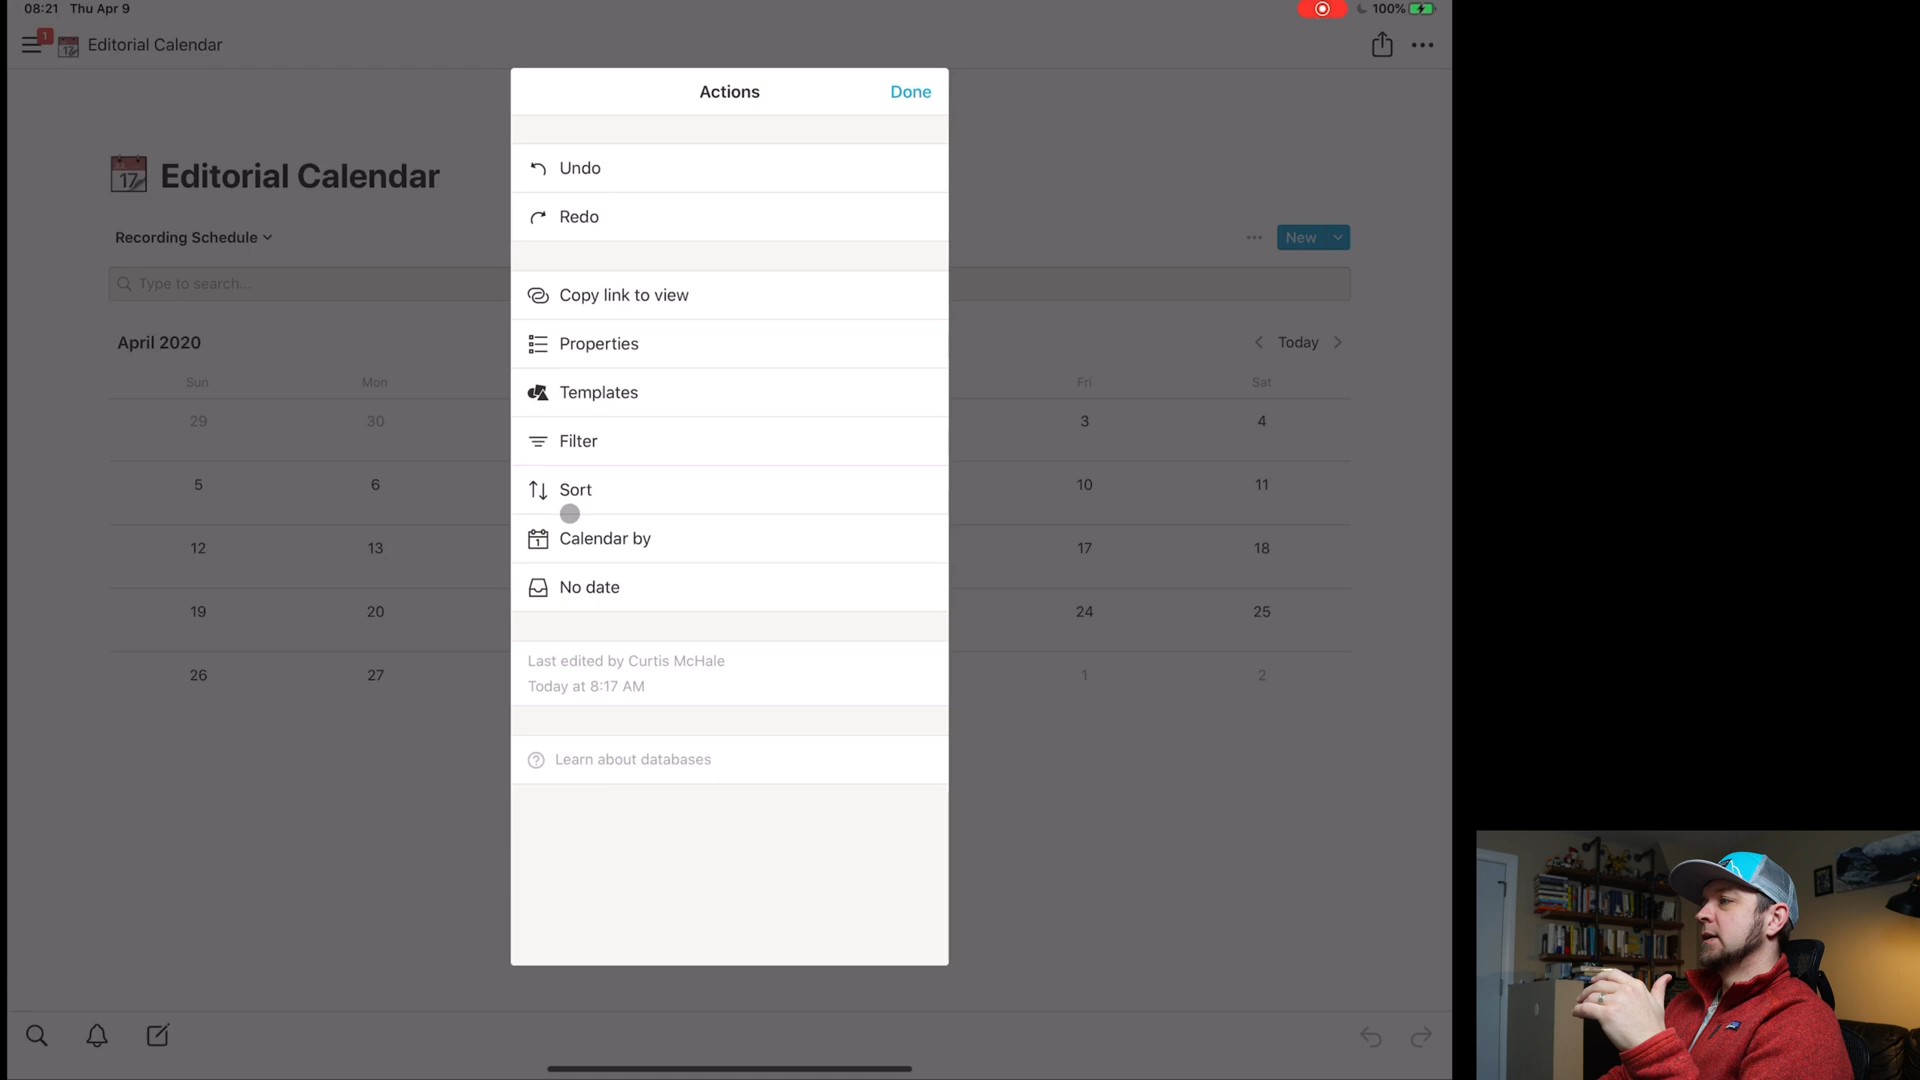 08:21 Thu Apr 9
100%
1
Editorial Calendar
Actions
Done
Undo
Redo
17 Editorial Calendar
Recording Schedule
New
Copy link to view
Type to search...
Properties
April 2020
Today
Sun
Mon
Fri
Sat
Templates
29
30
3
4
Filter
5
6
10
11
Sort
12
13
17
18
Calendar by
No date
19
20
24
25
26
27
1
2
Last edited by Curtis McHale
Today at 8:17 AM
Learn about databases